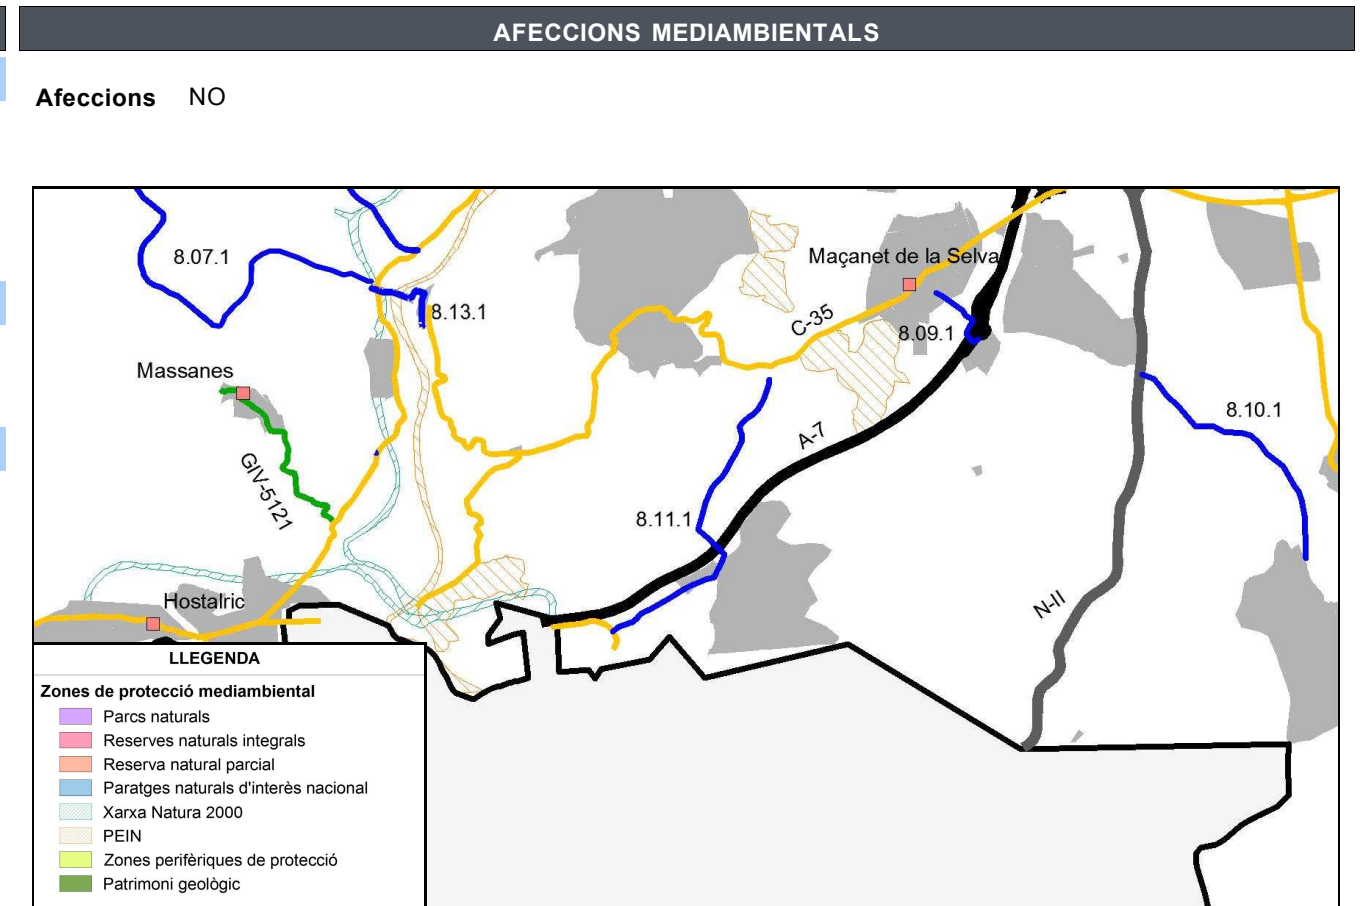 AFECCIONS MEDIAMBIENTALS
Afeccions NO
8.07.1
Maçanet de la Selva
8.13.1
C-35
8.09.1
Massanes
8.10.1
A-7
GIV-5121
8.11.1
Hostalric
N-II
LLEGENDA
Zones de protecció mediambiental
Parcs naturals
Reserves naturals integrals
Reserva natural parcial
Paratges naturals d'interès nacional
Xarxa Natura 2000
PEIN
Zones perifèriques de protecció
Patrimoni geològic